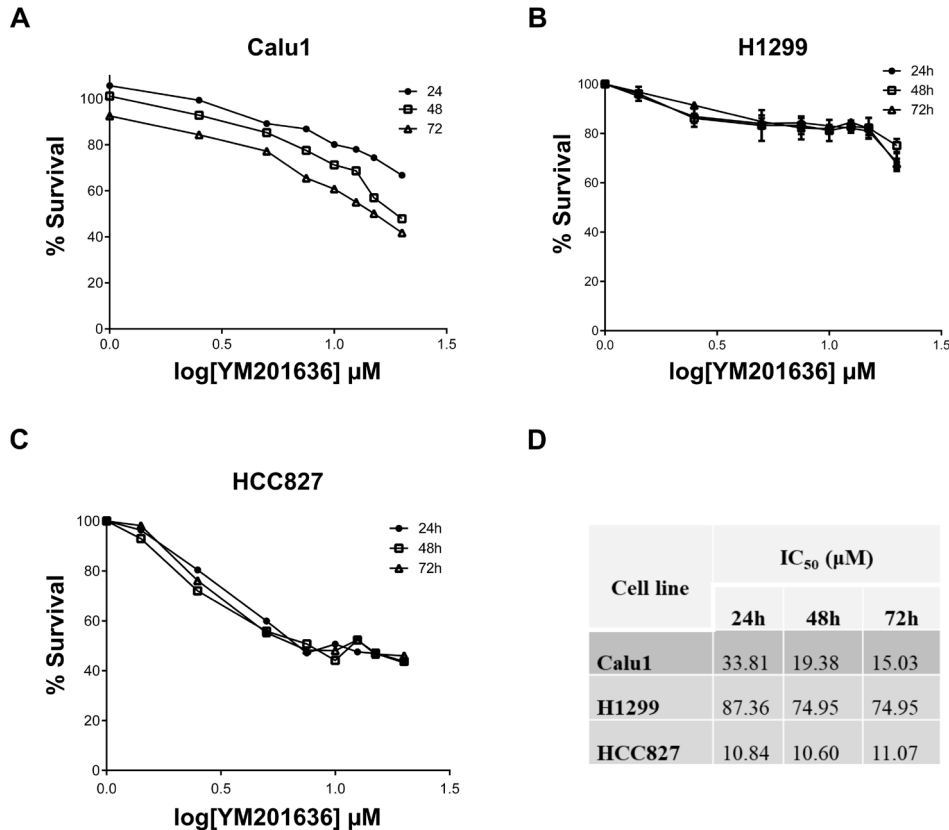 A
Calu1
24
48
72
% Survival
100
80
60
40
20
0
0.0
0.5
1.0
1.5
log[YM201636] µM
B
H1299
24h
48h
72h
% Survival
100
80
60
40
20
0
0.0
0.5
1.0
1.5
log[YM201636] µM
C
HCC827
24h
48h
72h
% Survival
100
80
60
40
20
0
0.0
0.5
1.0
1.5
log[YM201636] µM
D
Cell line
IC50 (µM)
24h 48h 72h
Calu1 33.81 19.38 15.03
H1299 87.36 74.95 74.95
HCC827 10.84 10.60 11.07